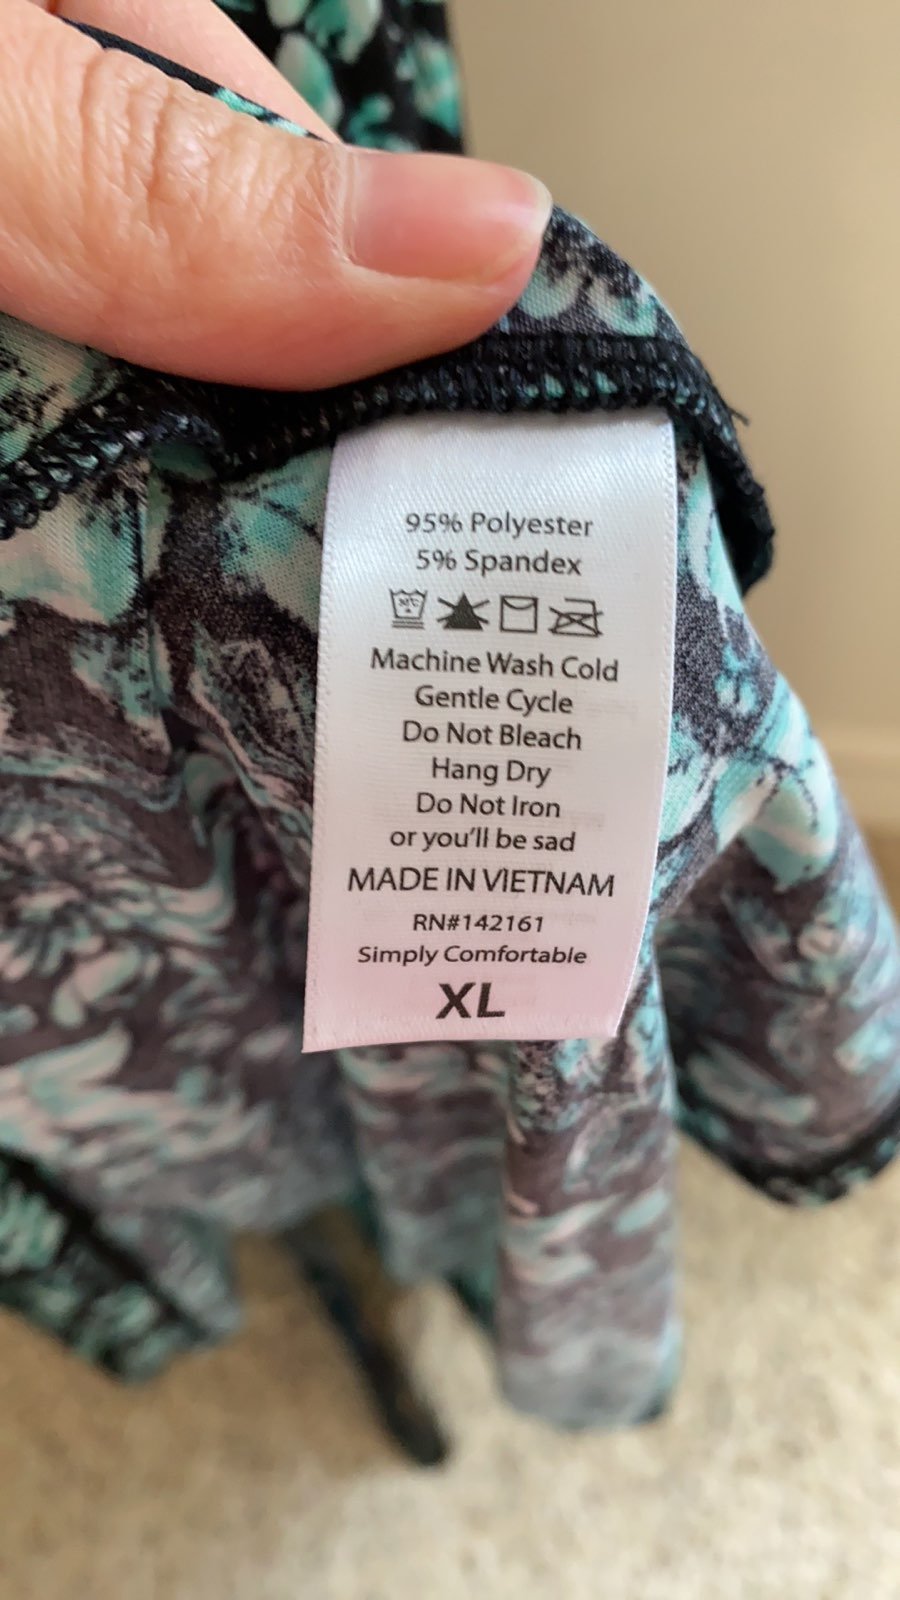 95% Polyester
5% Spandex
30°C
Machine Wash Cold
Gentle Cycle
Do Not Bleach
Hang Dry
Do Not Iron
or you'll be sad
MADE IN VIETNAM
RN#142161
Simply Comfortable
XL